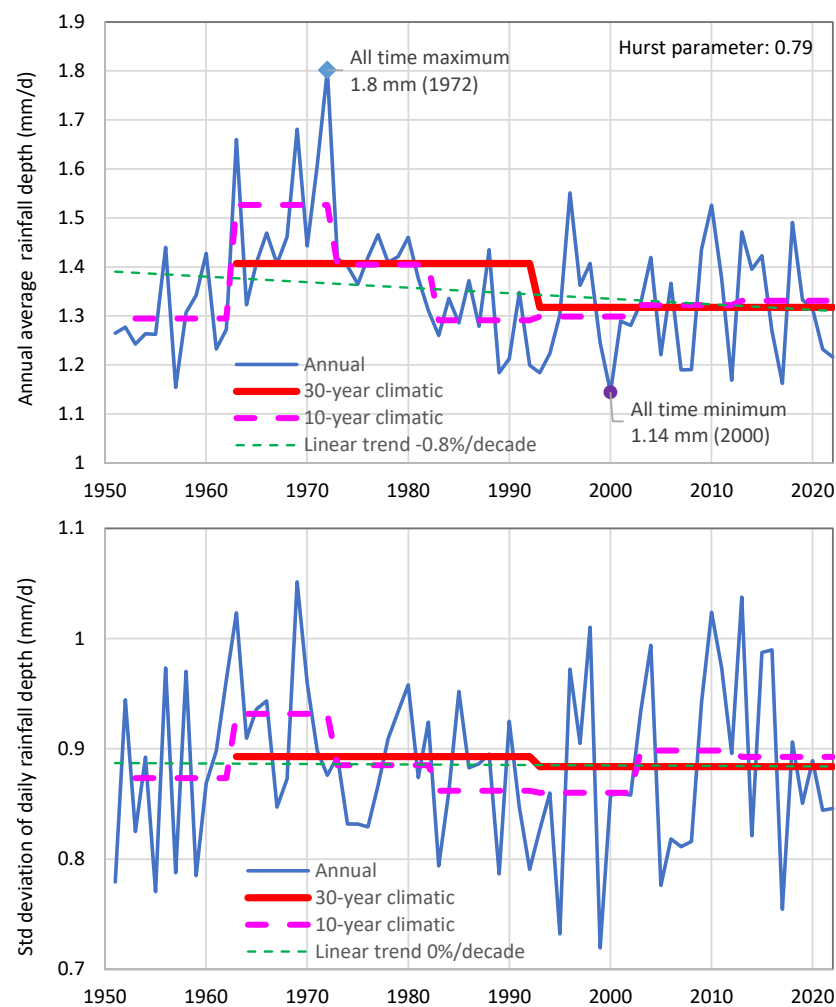 Annual average rainfall depth (mm/d)
1.9
1.8
1.7
1.6
1.5
1.4
1.3
1.2
1.1
1
All time maximum
1.8 mm (1972)
Hurst parameter: 0.79
Annual
30-year climatic
10-year climatic
Linear trend -0.8%/decade
All time minimum
1.14 mm (2000)
1950 1960 1970 1980 1990 2000 2010 2020
Std deviation of daily rainfall depth (mm/d)
1.1
1
0.9
0.8
0.7
Annual
30-year climatic
10-year climatic
Linear trend 0%/decade
1950 1960 1970 1980 1990 2000 2010 2020